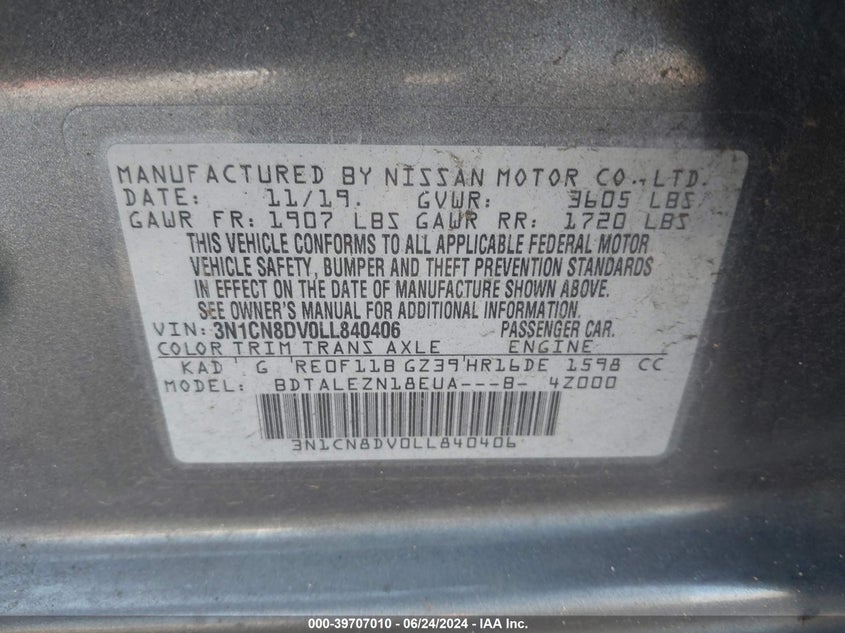 MANUFACTURED BY NISSAN MOTOR CO., LTD.
DATE: 11/19. GVWR: 3605 LBS
GAWR FR: 1907 LBS GAWR RR: 1720 LBS
THIS VEHICLE CONFORMS TO ALL APPLICABLE FEDERAL MOTOR
VEHICLE SAFETY, BUMPER AND THEFT PREVENTION STANDARDS
IN EFFECT ON THE DATE OF MANUFACTURE SHOWN ABOVE.
SEE OWNER'S MANUAL FOR ADDITIONAL INFORMATION.
VIN: 3N1CN8DV0LL840406 PASSENGER CAR.
COLOR TRIM TRANS AXLE ENGINE
KAD G RE0F11B GZ39 HR16DE 1598 CC
MODEL: BDTALEZN18EUA---B- 4Z000
3N1CN8DV0LL840406
000-39707010 | 06/24/2024 | IAA Inc.